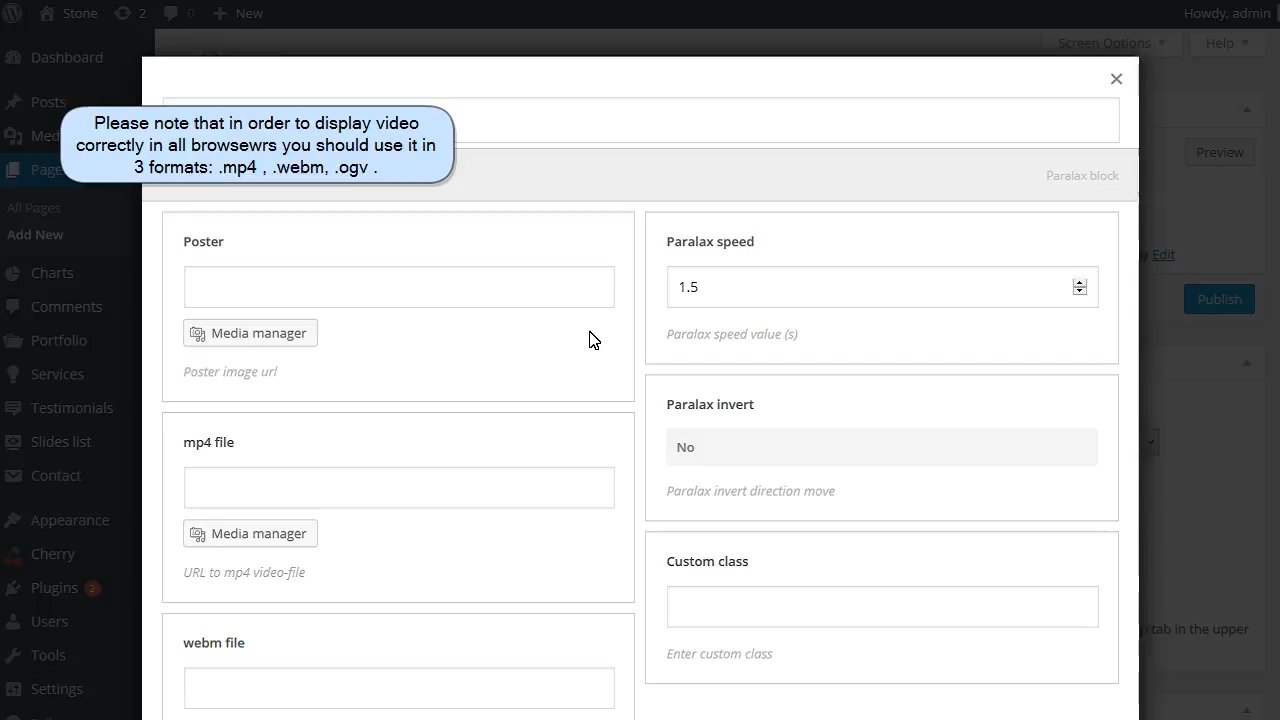 Stone 2 0 New Howdy, admin
Screen Options Help
Dashboard
Posts
Please note that in order to display video
correctly in all browsewrs you should use it in
3 formats: .mp4 , .webm, .ogv .
Med
Pages
Preview
Paralax block
All Pages
Add New
Edit
Charts
Comments
Portfolio
Services
Testimonials
Slides list
Contact
Appearance
Cherry
Plugins 2
Users
Tools
Settings
Publish
Poster
Media manager
Poster image url
mp4 file
Media manager
URL to mp4 video-file
webm file
Paralax speed
1.5
Paralax speed value (s)
Paralax invert
No
Paralax invert direction move
Custom class
Enter custom class
tab in the upper